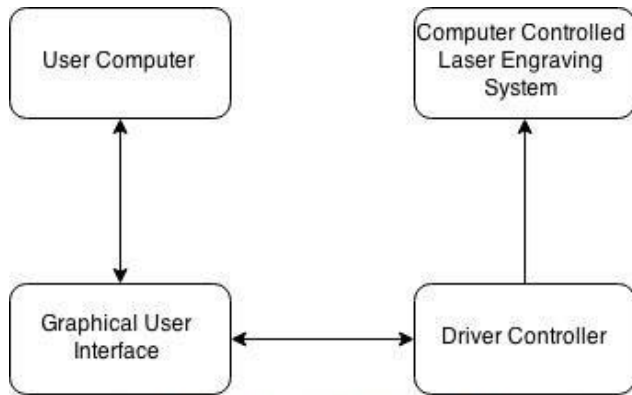 User Computer
Computer Controlled
Laser Engraving
System
Graphical User
Interface
Driver Controller